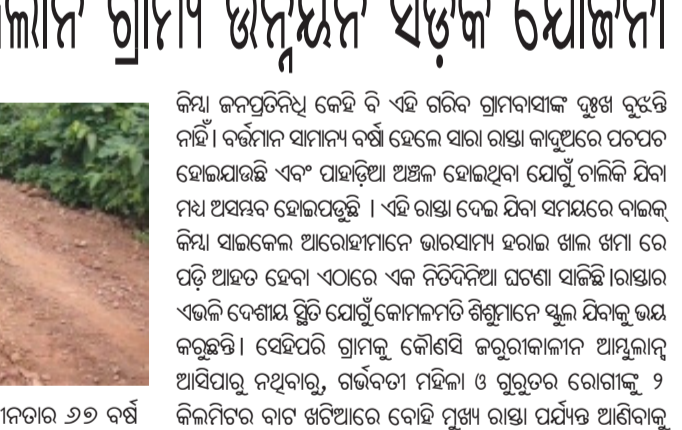 ଗ୍ରାମ୍ୟ ଉନ୍ନୟନ ସଡ଼କ ଯୋଜନା
କିମ୍ବା ଜନପ୍ରତିନିଧି କେହି ବି ଏହି ଗରିବ ଗ୍ରାମବାସୀଙ୍କ ଦୁଃଖ ବୁଝନ୍ତି
ନାହିଁ। ବର୍ତ୍ତମାନ ସାମାନ୍ୟ ବର୍ଷା ହେଲେ ସାରା ରାସ୍ତା କାଦୁଅରେ ପଚପଚ
ହୋଇଯାଉଛି ଏବଂ ପାହାଡ଼ିଆ ଅଞ୍ଚଳ ହୋଇଥିବା ଯୋଗୁଁ ଚାଲିକି ଯିବା
ମଧ୍ୟ ଅସମ୍ଭବ ହୋଇପଡୁଛି । ଏହି ରାସ୍ତା ଦେଇ ଯିବା ସମୟରେ ବାଇକ୍
କିମ୍ବା ସାଇକେଲ ଆରୋହୀମାନେ ଭାରସାମ୍ୟ ହରାଇ ଖାଲ ଖମା ରେ
ପଡ଼ି ଆହତ ହେବା ଏଠାରେ ଏକ ନିତିଦିନିଆ ଘଟଣା ସାଜିଛି।ରାସ୍ତାର
ଏଭଳି ଦେଶୀୟ ସ୍ଥିତି ଯୋଗୁଁ କୋମଳମତି ଶିଶୁମାନେ ସ୍କୁଲ ଯିବାକୁ ଭୟ
କରୁଛନ୍ତି। ସେହିପରି ଗ୍ରାମକୁ କୌଣସି ଜରୁରୀକାଳୀନ ଆମ୍ବୁଲାନ୍ସ
ଆସିପାରୁ ନଥିବାରୁ, ଗର୍ଭବତୀ ମହିଳା ଓ ଗୁରୁତର ରୋଗୀଙ୍କୁ ୨
କିଲମିଟର ବାଟ ଖଟିଆରେ ବୋହି ମୁଖ୍ୟ ରାସ୍ତା ପର୍ଯ୍ୟନ୍ତ ଆଣିବାକୁ
୬୭ ବର୍ଷ